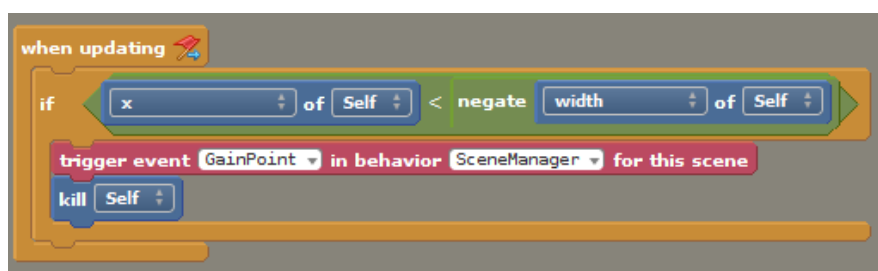 when updating
if x of Self < negate width of Self
trigger event GainPoint in behavior SceneManager for this scene
kill Self